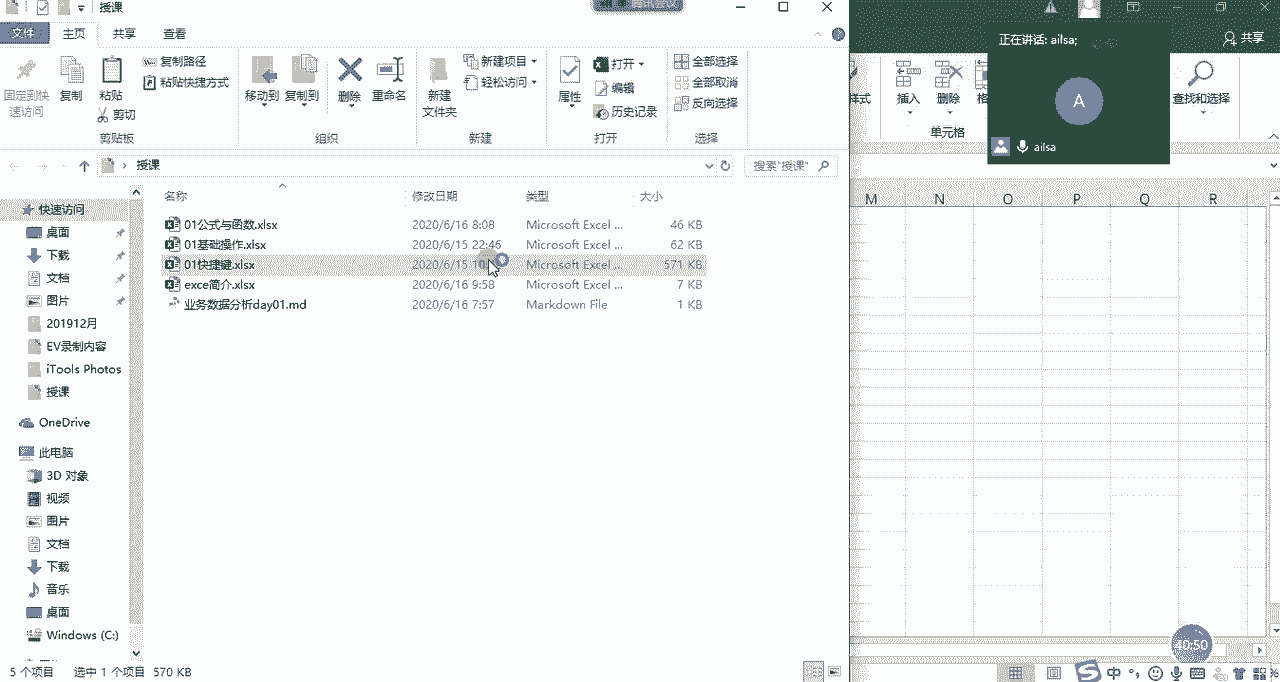 授课
腾讯会议
文件 主页 共享 查看
复制路径 新建项目 打开 全部选择
粘贴快捷方式 轻松访问 编辑 全部取消
固定到快速访问 复制 粘贴 剪切 移动到 复制到 删除 重命名 新建文件夹 属性 历史记录 反向选择
剪贴板 组织 新建 打开 选择
授课 搜索"授课"
名称 修改日期 类型 大小
01公式与函数.xlsx 2020/6/16 8:08 Microsoft Excel ... 46 KB
01基础操作.xlsx 2020/6/15 22:46 Microsoft Excel ... 62 KB
01快捷键.xlsx 2020/6/15 Microsoft Excel ... 571 KB
exce简介.xlsx 2020/6/16 9:58 Microsoft Excel ... 7 KB
业务数据分析day01.md 2020/6/16 7:57 Markdown File 1 KB
快速访问
桌面
下载
文档
图片
201912月
EV录制内容
iTools Photos
授课
OneDrive
此电脑
3D 对象
视频
图片
文档
下载
音乐
桌面
Windows (C:)
5 个项目 选中 1 个项目 570 KB
正在讲话: ailsa;
A
ailsa
共享
样式 插入 删除 格 查找和选择
单元格
M N O P Q R
40:50
中
%